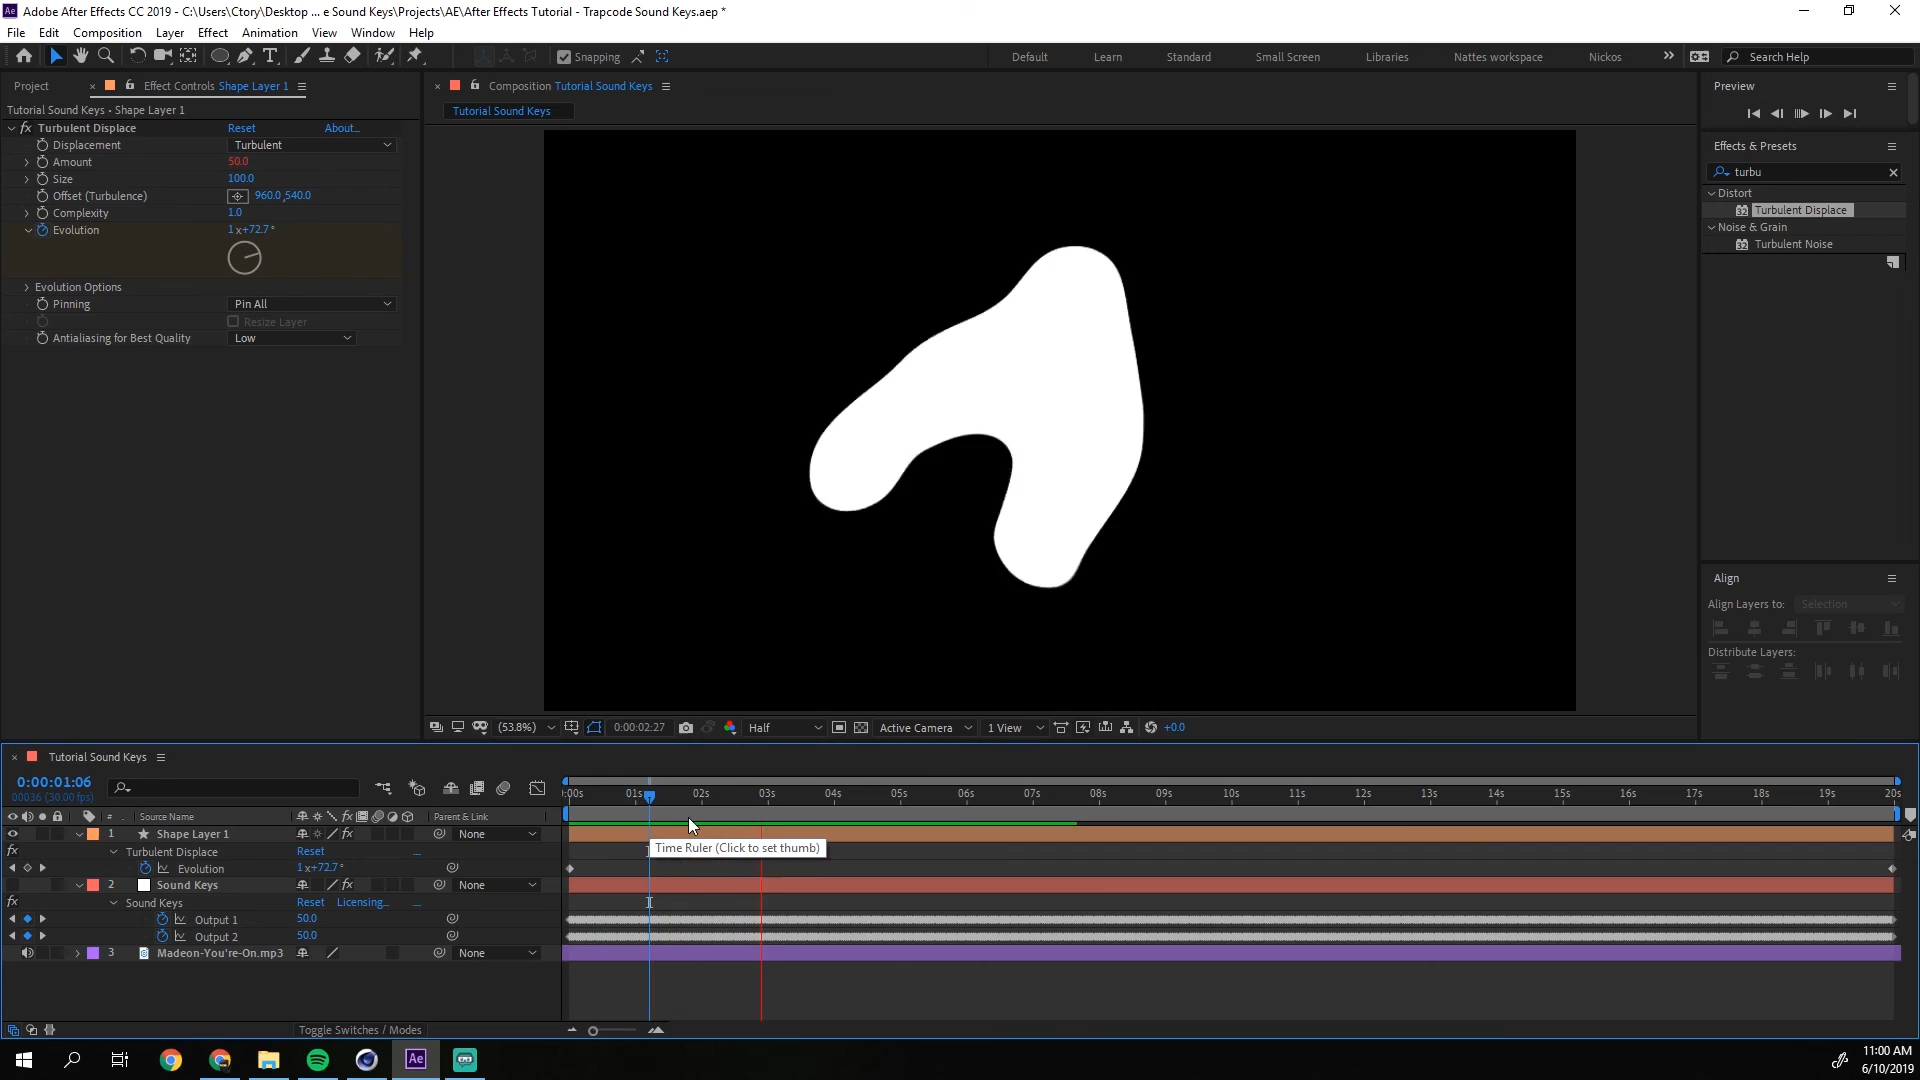 Ae Adobe After Effects CC 2019 - C:\Users\Ctory\Desktop ... e Sound Keys\Projects\AE\After Effects Tutorial - Trapcode Sound Keys.aep *
File Edit Composition Layer Effect Animation View Window Help
Snapping Default Learn Standard Small Screen Libraries Nattes workspace Nickos Search Help
Project Effect Controls Shape Layer 1 Composition Tutorial Sound Keys Preview
Tutorial Sound Keys • Shape Layer 1 Tutorial Sound Keys
fx Turbulent Displace Reset About...
Displacement Turbulent
Amount 50.0
Size 100.0
Offset (Turbulence) 960.0,540.0
Complexity 1.0
Evolution 1x+72.7°
Evolution Options
Pinning Pin All
Resize Layer
Antialiasing for Best Quality Low
Effects & Presets
turbu
Distort
32 Turbulent Displace
Noise & Grain
32 Turbulent Noise
Align
Align Layers to: Selection
Distribute Layers:
(53.8%) 0:00:02:27 Half Active Camera 1 View +0.0
Tutorial Sound Keys
0:00:01:06
00036 (30.00 fps)
:00s 01s 02s 03s 04s 05s 06s 07s 08s 09s 10s 11s 12s 13s 14s 15s 16s 17s 18s 19s 20s
# Source Name fx Parent & Link
1 Shape Layer 1 fx None
fx Turbulent Displace Reset ...
Time Ruler (Click to set thumb)
Evolution 1x+72.7°
2 Sound Keys fx None
fx Sound Keys Reset Licensing... ...
Output 1 50.0
Output 2 50.0
3 Madeon-You're-On.mp3 None
Toggle Switches / Modes
Ae
11:00 AM
6/10/2019